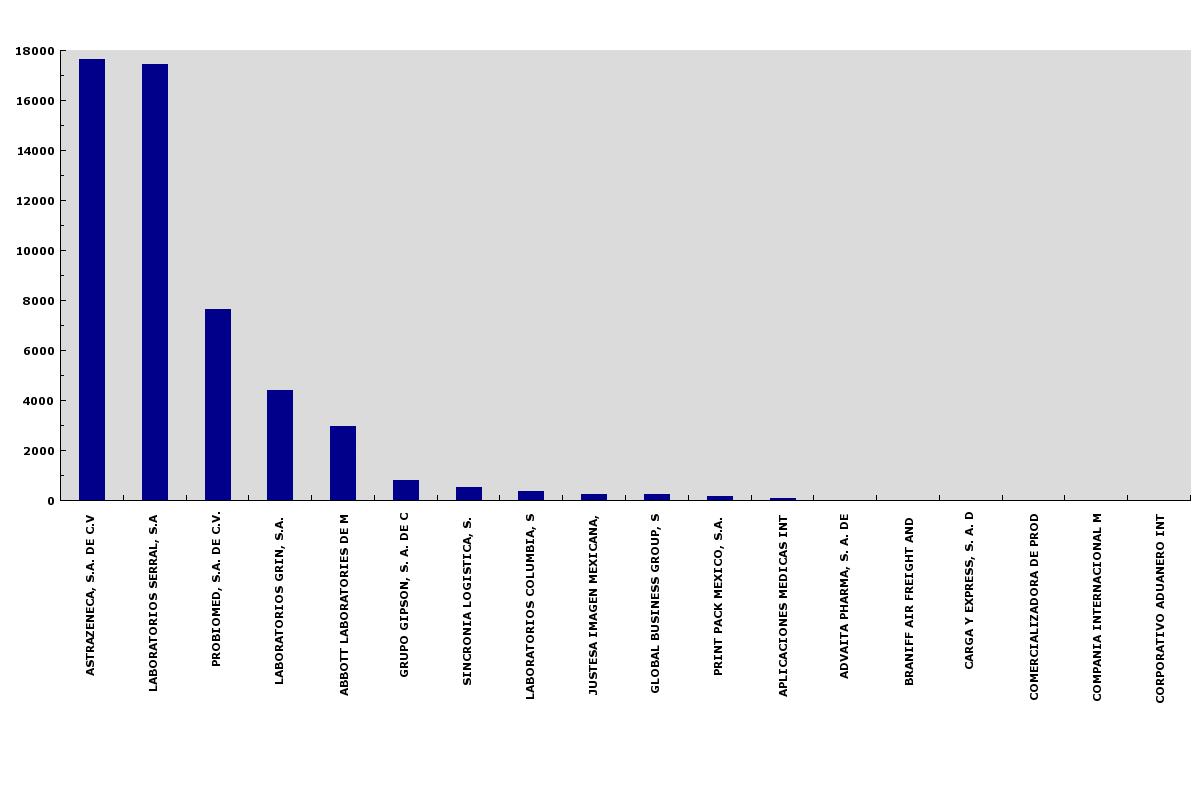 18000
16000
14000
12000
10000
8000
6000
4000
2000
0
ASTRAZENECA, S.A. DE C.V
LABORATORIOS SERRAL, S.A
PROBIOMED, S.A. DE C.V.
LABORATORIOS GRIN, S.A.
ABBOTT LABORATORIES DE M
GRUPO GIPSON, S. A. DE C
SINCRONIA LOGISTICA, S.
LABORATORIOS COLUMBIA, S
JUSTESA IMAGEN MEXICANA,
GLOBAL BUSINESS GROUP, S
PRINT PACK MEXICO, S.A.
APLICACIONES MEDICAS INT
ADVAITA PHARMA, S. A. DE
BRANIFF AIR FREIGHT AND
CARGA Y EXPRESS, S. A. D
COMERCIALIZADORA DE PROD
COMPANIA INTERNACIONAL M
CORPORATIVO ADUANERO INT